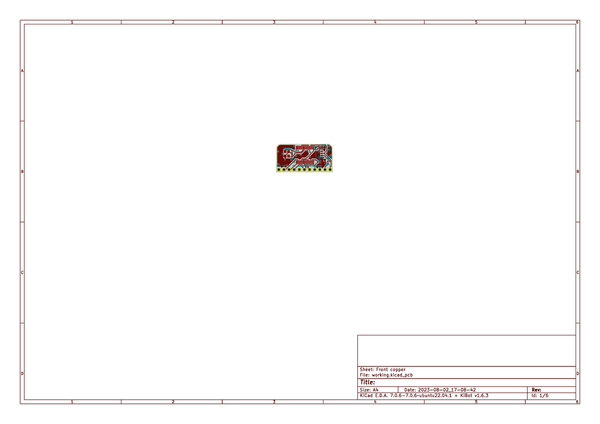 1 2 3 4 5 6
A A
B B
C C
D D
Sheet: Front copper
File: working.kicad_pcb
Title:
Size: A4 Date: 2023-08-02_17-08-42 Rev:
KiCad E.D.A. 7.0.6-7.0.6~ubuntu22.04.1 + KiBot v1.6.3 Id: 1/6
1 2 3 4 5 6